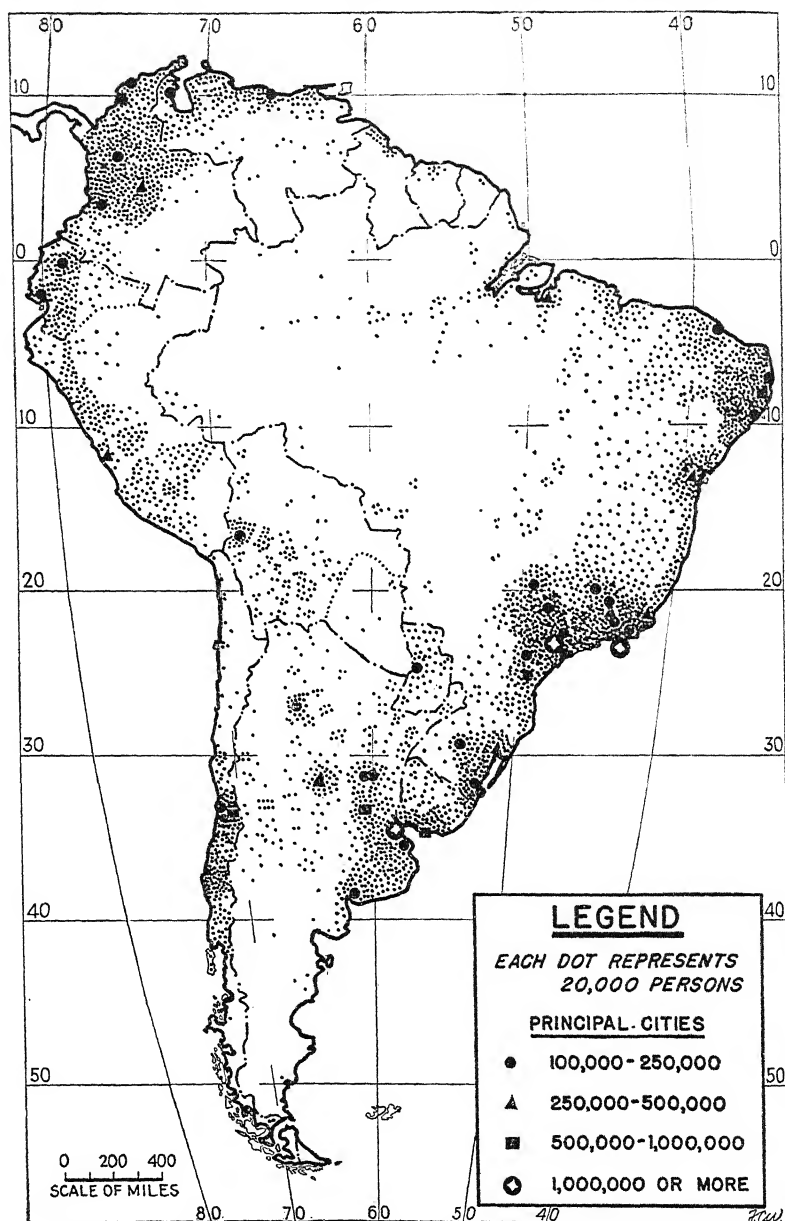 80 70 60 50 40
10 10
0 0
10 10
20 20
30 30
40 40
50 50
LEGEND
EACH DOT REPRESENTS
20,000 PERSONS
PRINCIPAL CITIES
100,000-250,000
250,000-500,000
500,000-1,000,000
1,000,000 OR MORE
0 200 400
SCALE OF MILES
80 70 60 50 40